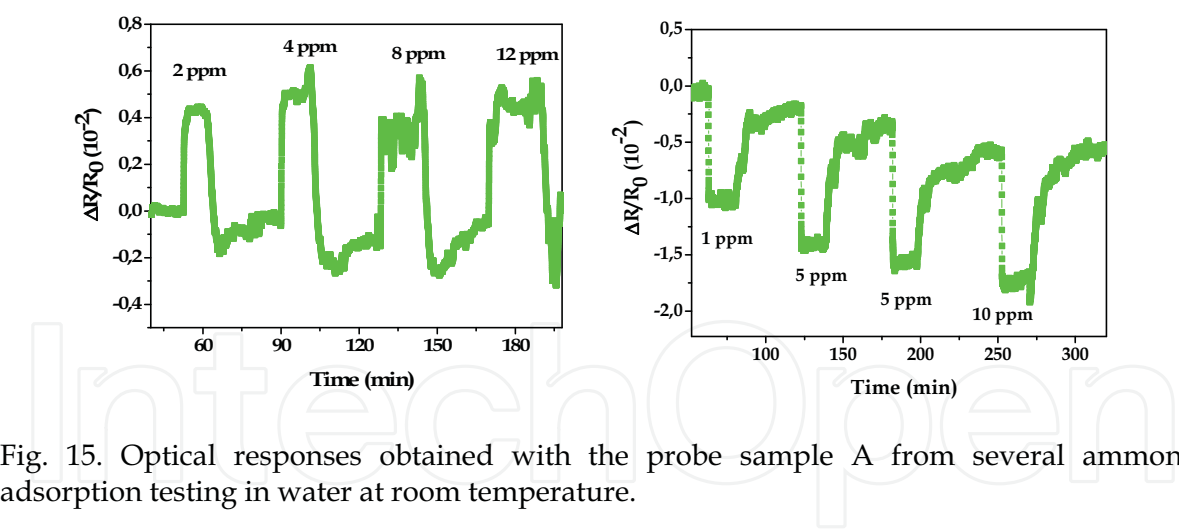 0,8
0,6
0,4
0,2
0,0
-0,2
-0,4
ΔR/R0 (10-2)
2 ppm
4 ppm
8 ppm
12 ppm
60 90 120 150 180
Time (min)
0,5
0,0
-0,5
-1,0
-1,5
-2,0
ΔR/R0 (10-2)
1 ppm
5 ppm
5 ppm
10 ppm
100 150 200 250 300
Time (min)
IntechOpen
Fig. 15. Optical responses obtained with the probe sample A from several ammon
adsorption testing in water at room temperature.